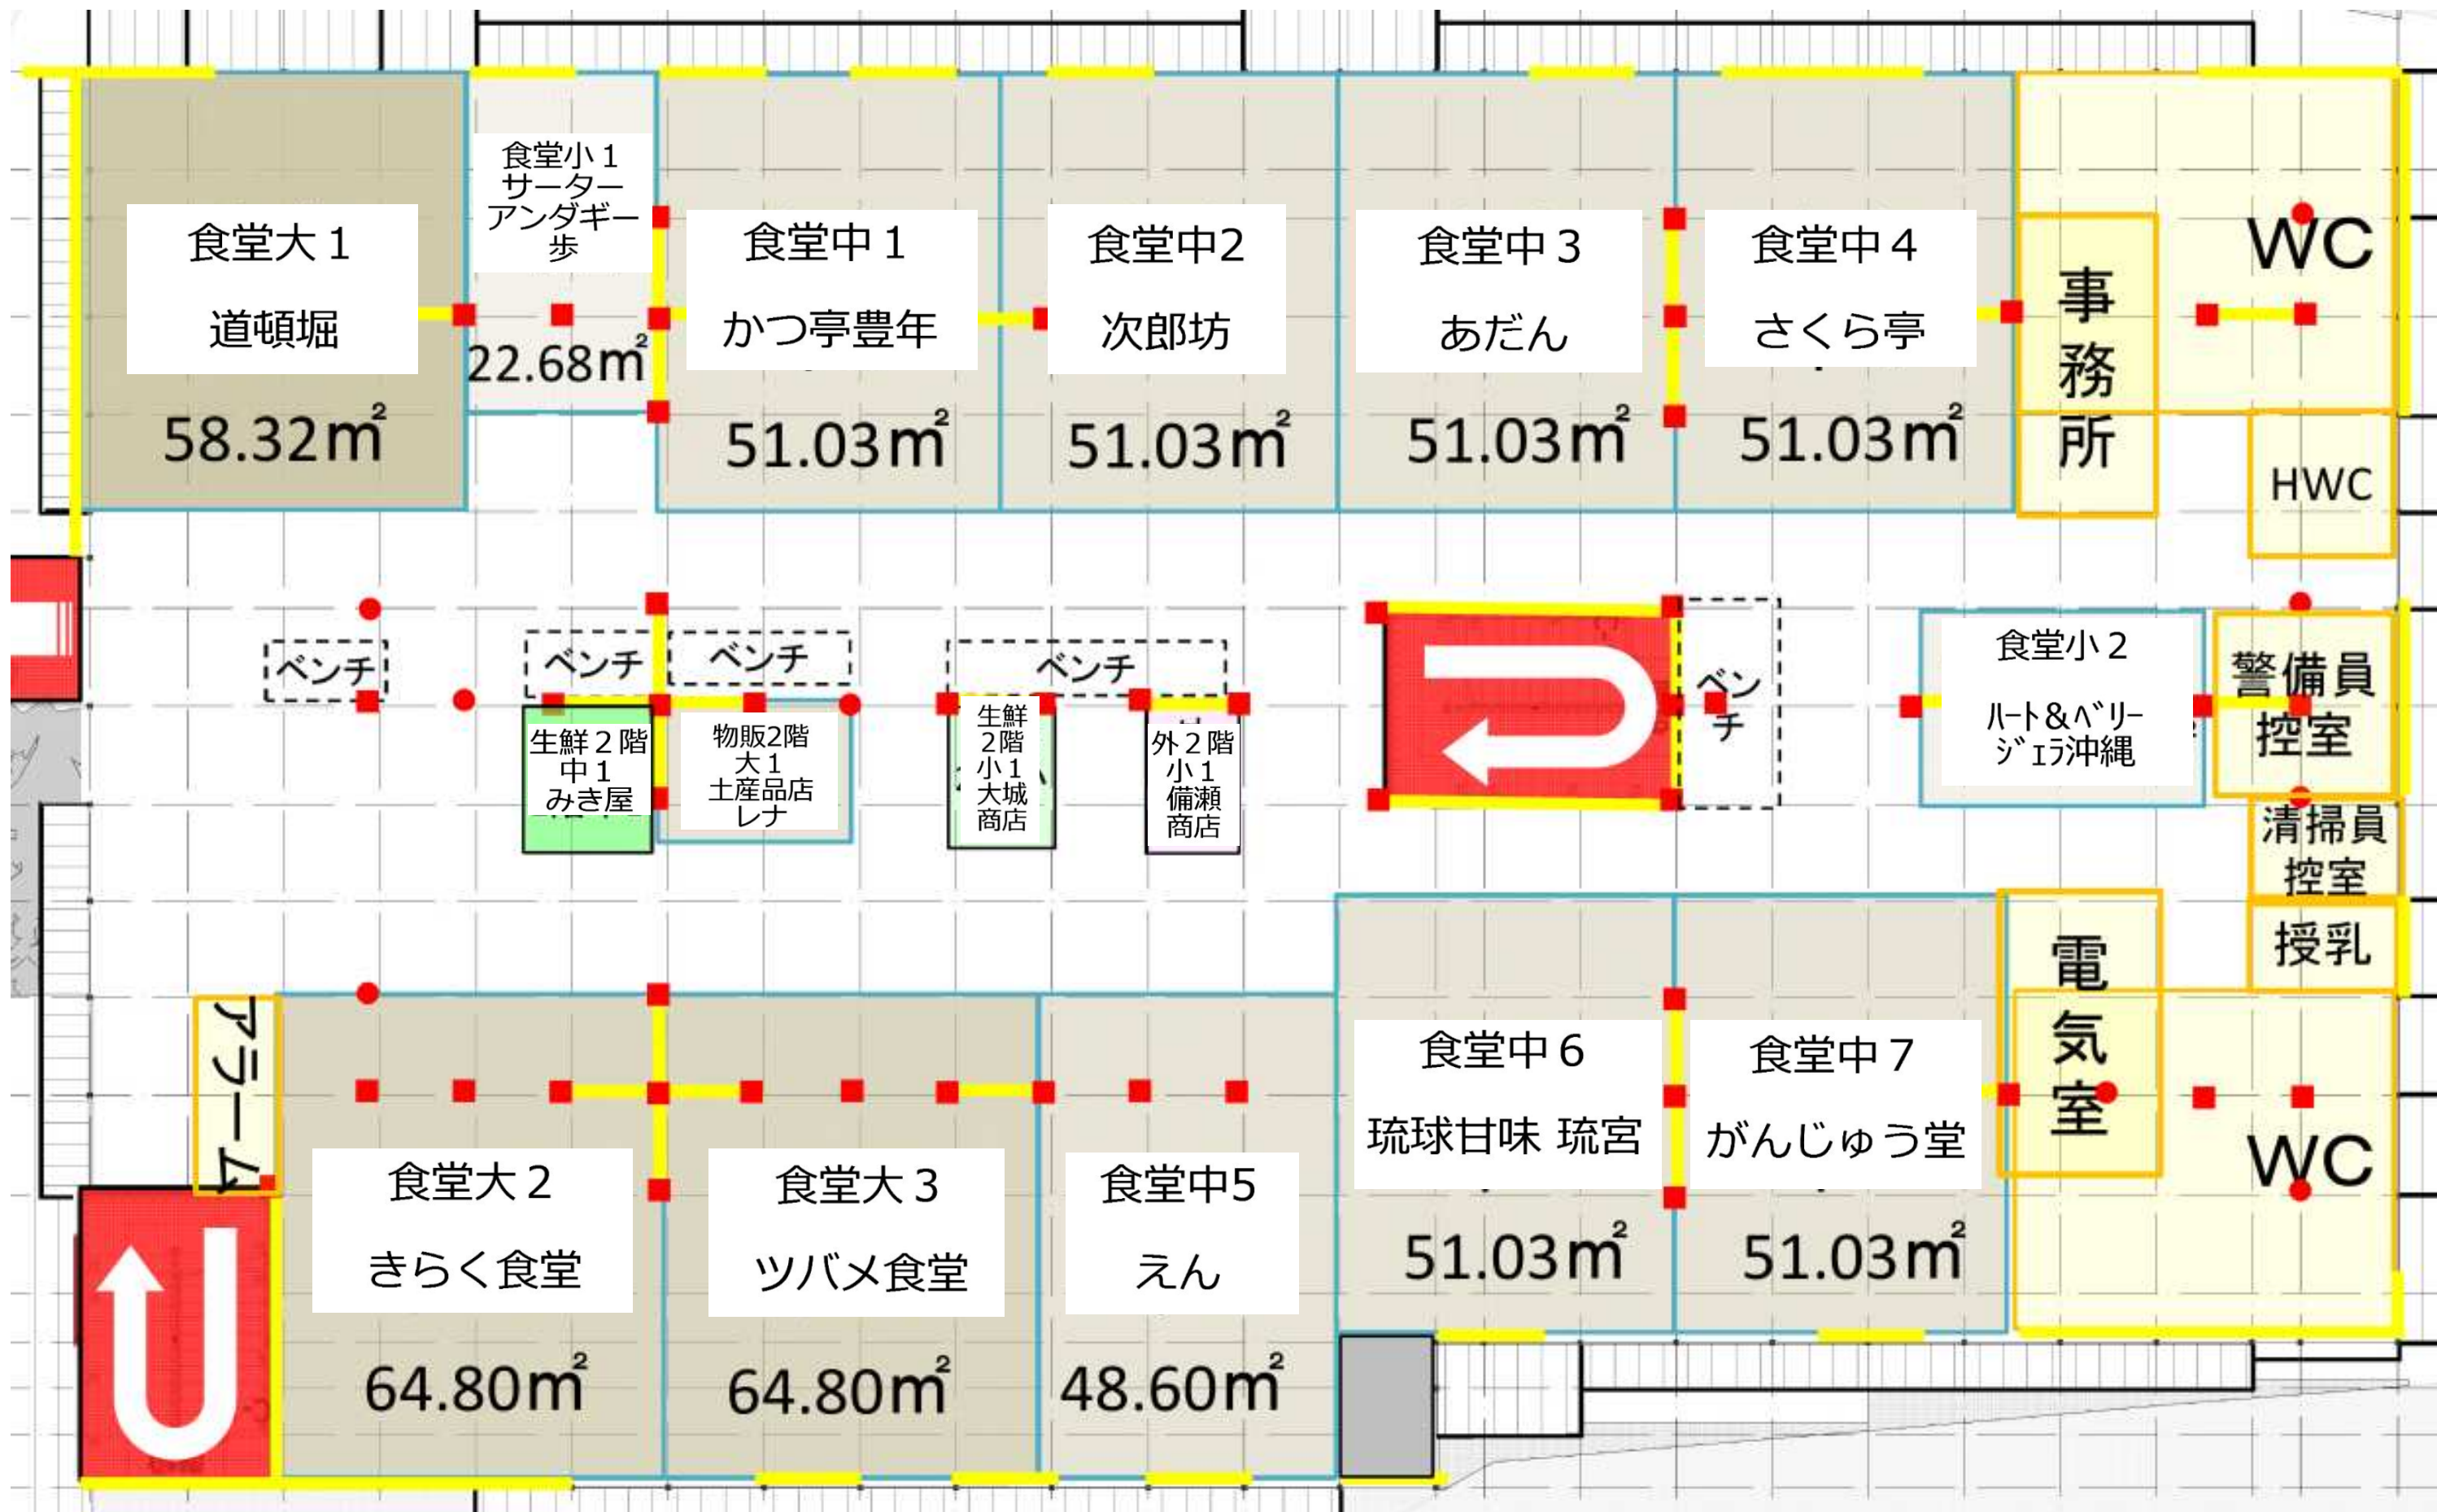 食堂大１
道頓堀
58.32㎡
食堂小１
サーター
アンダギー
歩
22.68㎡
食堂中１
かつ亭豊年
51.03㎡
食堂中2
次郎坊
51.03㎡
食堂中３
あだん
51.03㎡
食堂中４
さくら亭
51.03㎡
事務所
WC
HWC
ベンチ
ベンチ
ベンチ
ベンチ
ベン
チ
生鮮２階
中１
みき屋
物販2階
大１
土産品店
レナ
生鮮
２階
小１
大城
商店
外２階
小１
備瀬
商店
食堂小２
ﾊｰﾄ&ﾍﾞﾘｰ
ｼﾞｪﾗ沖縄
警備員
控室
清掃員
控室
授乳
アラーム
食堂大２
きらく食堂
64.80㎡
食堂大３
ツバメ食堂
64.80㎡
食堂中5
えん
48.60㎡
食堂中６
琉球甘味 琉宮
51.03㎡
食堂中７
がんじゅう堂
51.03㎡
電気室
WC